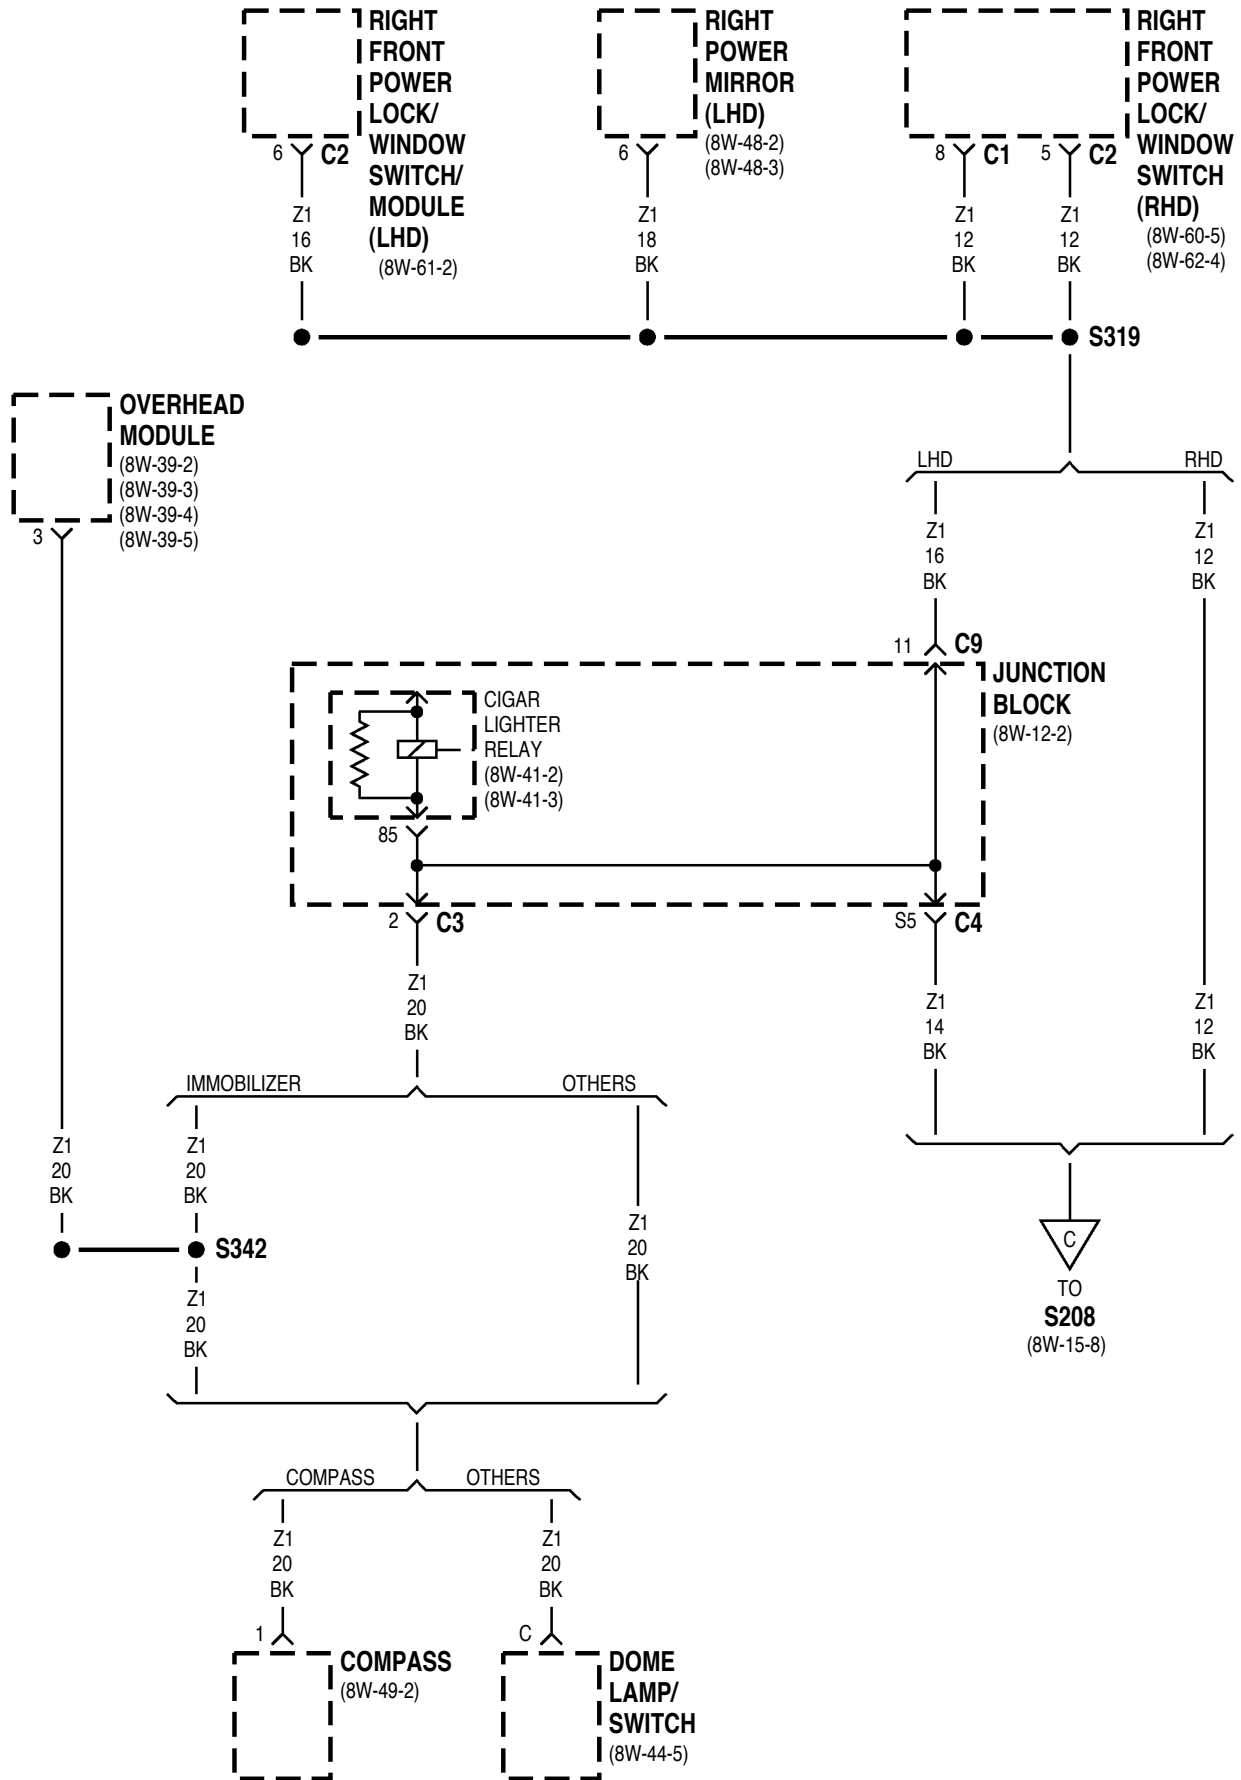 RIGHT
FRONT
POWER
LOCK/
WINDOW
SWITCH/
MODULE
(LHD)
(8W-61-2)
6
C2
Z1
16
BK
RIGHT
POWER
MIRROR
(LHD)
(8W-48-2)
(8W-48-3)
6
Z1
18
BK
RIGHT
FRONT
POWER
LOCK/
WINDOW
SWITCH
(RHD)
(8W-60-5)
(8W-62-4)
8
C1
5
C2
Z1
12
BK
Z1
12
BK
S319
OVERHEAD
MODULE
(8W-39-2)
(8W-39-3)
(8W-39-4)
(8W-39-5)
3
LHD
RHD
Z1
16
BK
Z1
12
BK
11
C9
JUNCTION
BLOCK
(8W-12-2)
CIGAR
LIGHTER
RELAY
(8W-41-2)
(8W-41-3)
85
2
C3
S5
C4
Z1
20
BK
Z1
14
BK
Z1
12
BK
IMMOBILIZER
OTHERS
Z1
20
BK
Z1
20
BK
S342
Z1
20
BK
Z1
20
BK
C
TO
S208
(8W-15-8)
COMPASS
OTHERS
Z1
20
BK
Z1
20
BK
1
COMPASS
(8W-49-2)
C
DOME
LAMP/
SWITCH
(8W-44-5)